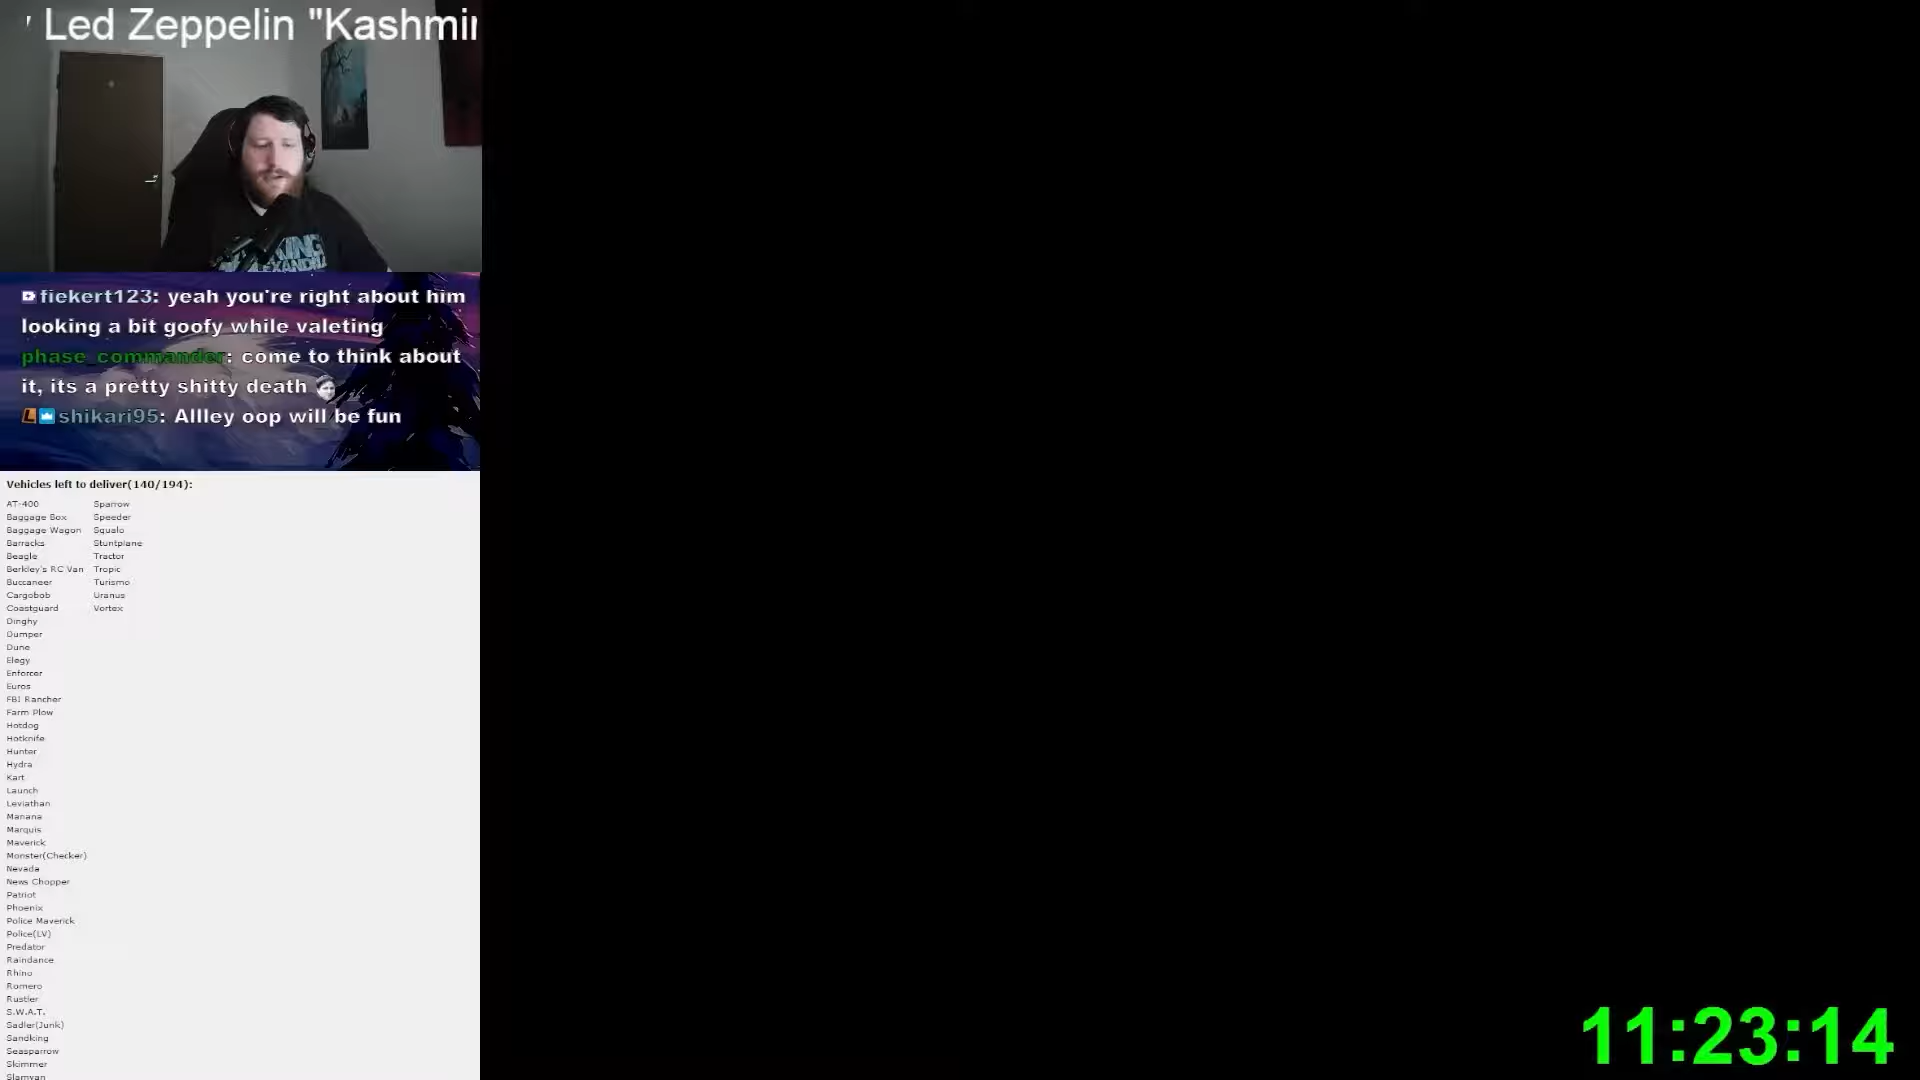 Led Zeppelin "Kashmir
KING
fiekert123: yeah you're right about him
looking a bit goofy while valeting
phase_commander: come to think about
it, its a pretty shitty death
shikari95: Allley oop will be fun
Vehicles left to deliver(140/194):
AT-400
Baggage Box
Baggage Wagon
Barracks
Beagle
Berkley's RC Van
Buccaneer
Cargobob
Coastguard
Dinghy
Dumper
Dune
Elegy
Enforcer
Euros
FBI Rancher
Farm Plow
Hotdog
Hotknife
Hunter
Hydra
Kart
Launch
Leviathan
Manana
Marquis
Maverick
Monster(Checker)
Nevada
News Chopper
Patriot
Phoenix
Police Maverick
Police(LV)
Predator
Raindance
Rhino
Romero
Rustler
S.W.A.T.
Sadler(Junk)
Sandking
Seasparrow
Skimmer
Slamvan
Sparrow
Speeder
Squalo
Stuntplane
Tractor
Tropic
Turismo
Uranus
Vortex
11:23:14